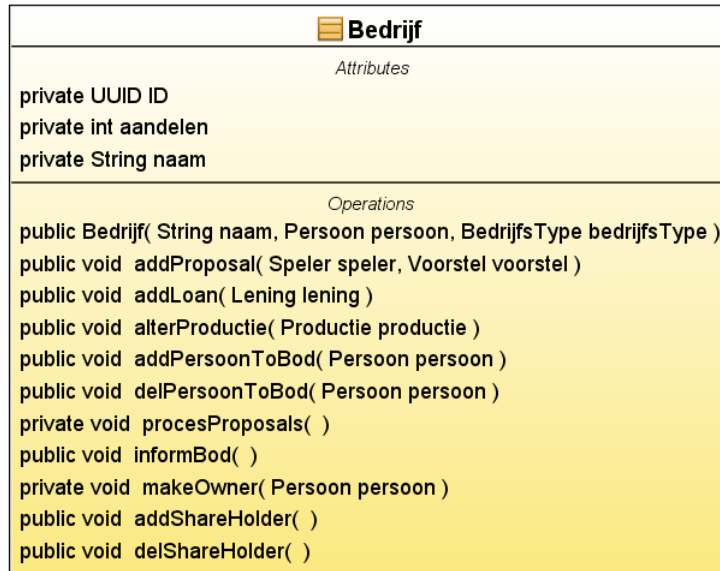 Bedrijf
Attributes
private UUID ID
private int aandelen
private String naam
Operations
public Bedrijf( String naam, Persoon persoon, BedrijfsType bedrijfsType )
public void  addProposal( Speler speler, Voorstel voorstel )
public void  addLoan( Lening lening )
public void  alterProductie( Productie productie )
public void  addPersoonToBod( Persoon persoon )
public void  delPersoonToBod( Persoon persoon )
private void  procesProposals(  )
public void  informBod(  )
private void  makeOwner( Persoon persoon )
public void  addShareHolder(  )
public void  delShareHolder(  )